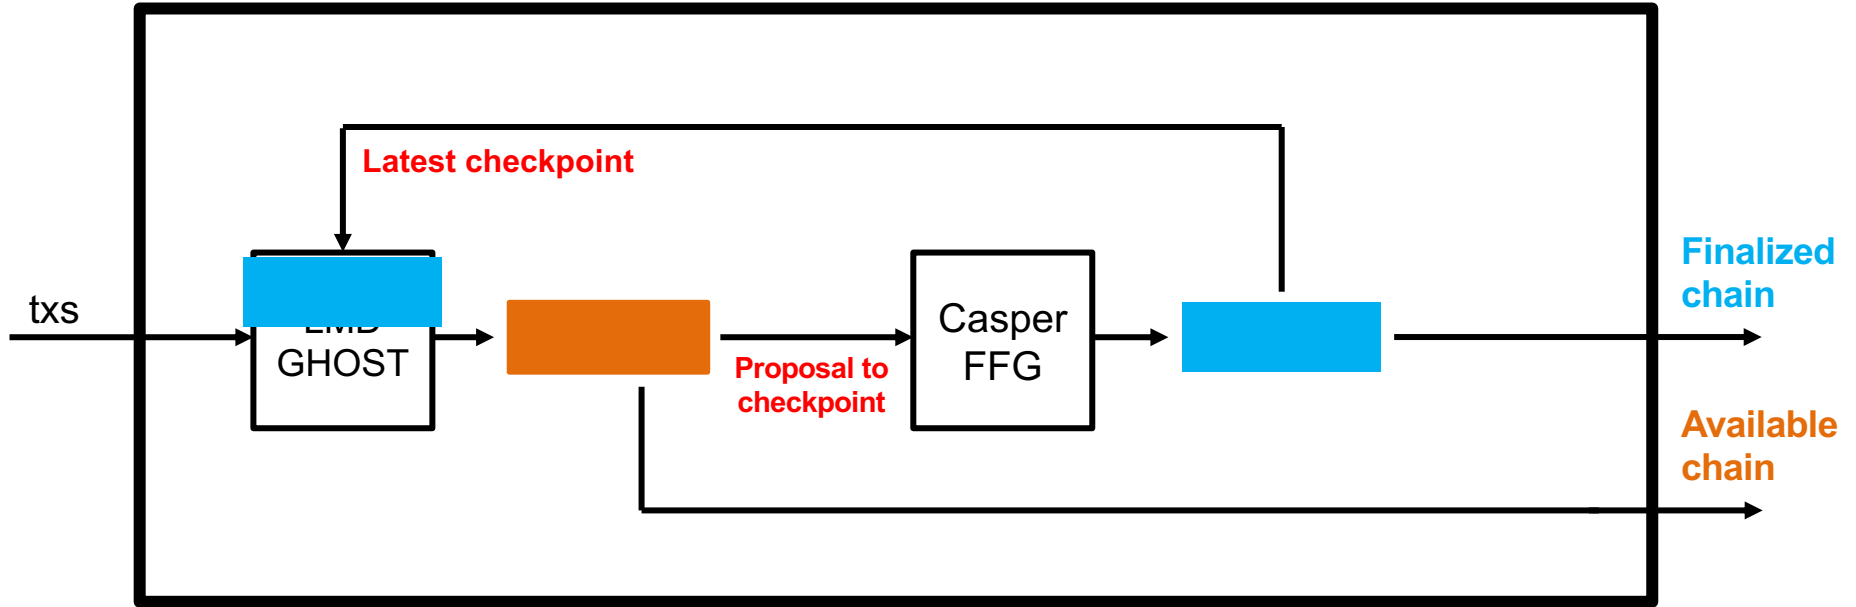 Latest checkpoint
txs
GHOST
Proposal to
checkpoint
Casper
FFG
Finalized
chain
Available
chain